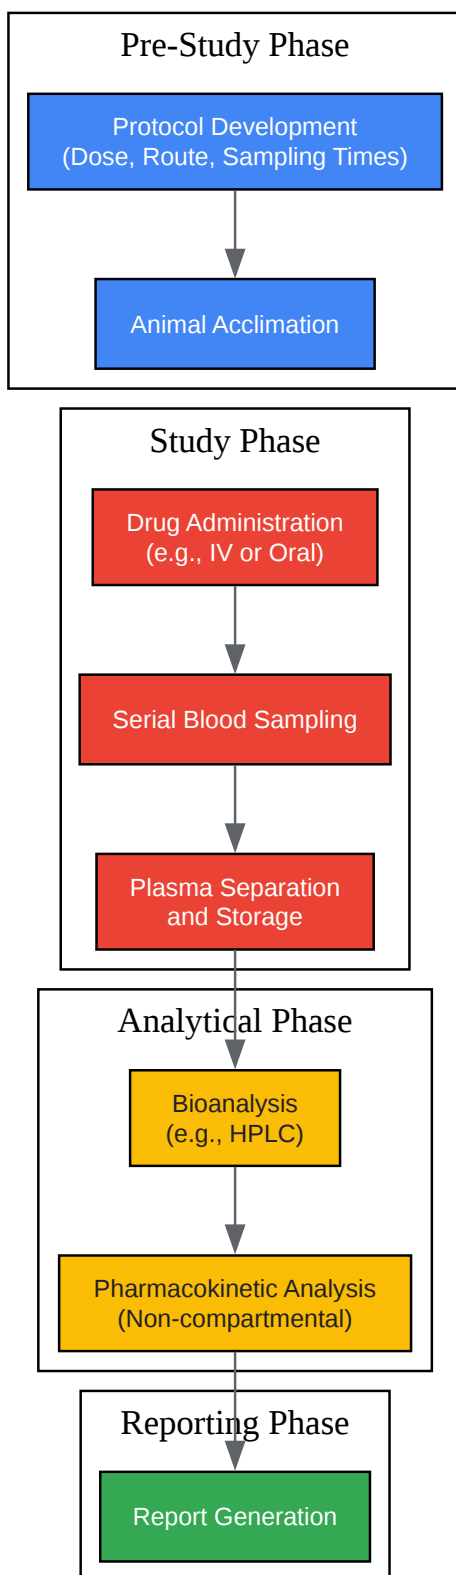 Pre-Study Phase
Protocol Development
(Dose, Route, Sampling Times)
Animal Acclimation
Study Phase
Drug Administration
(e.g., IV or Oral)
Serial Blood Sampling
Plasma Separation
and Storage
Analytical Phase
Bioanalysis
(e.g., HPLC)
Pharmacokinetic Analysis
(Non-compartmental)
Reporting Phase
Report Generation